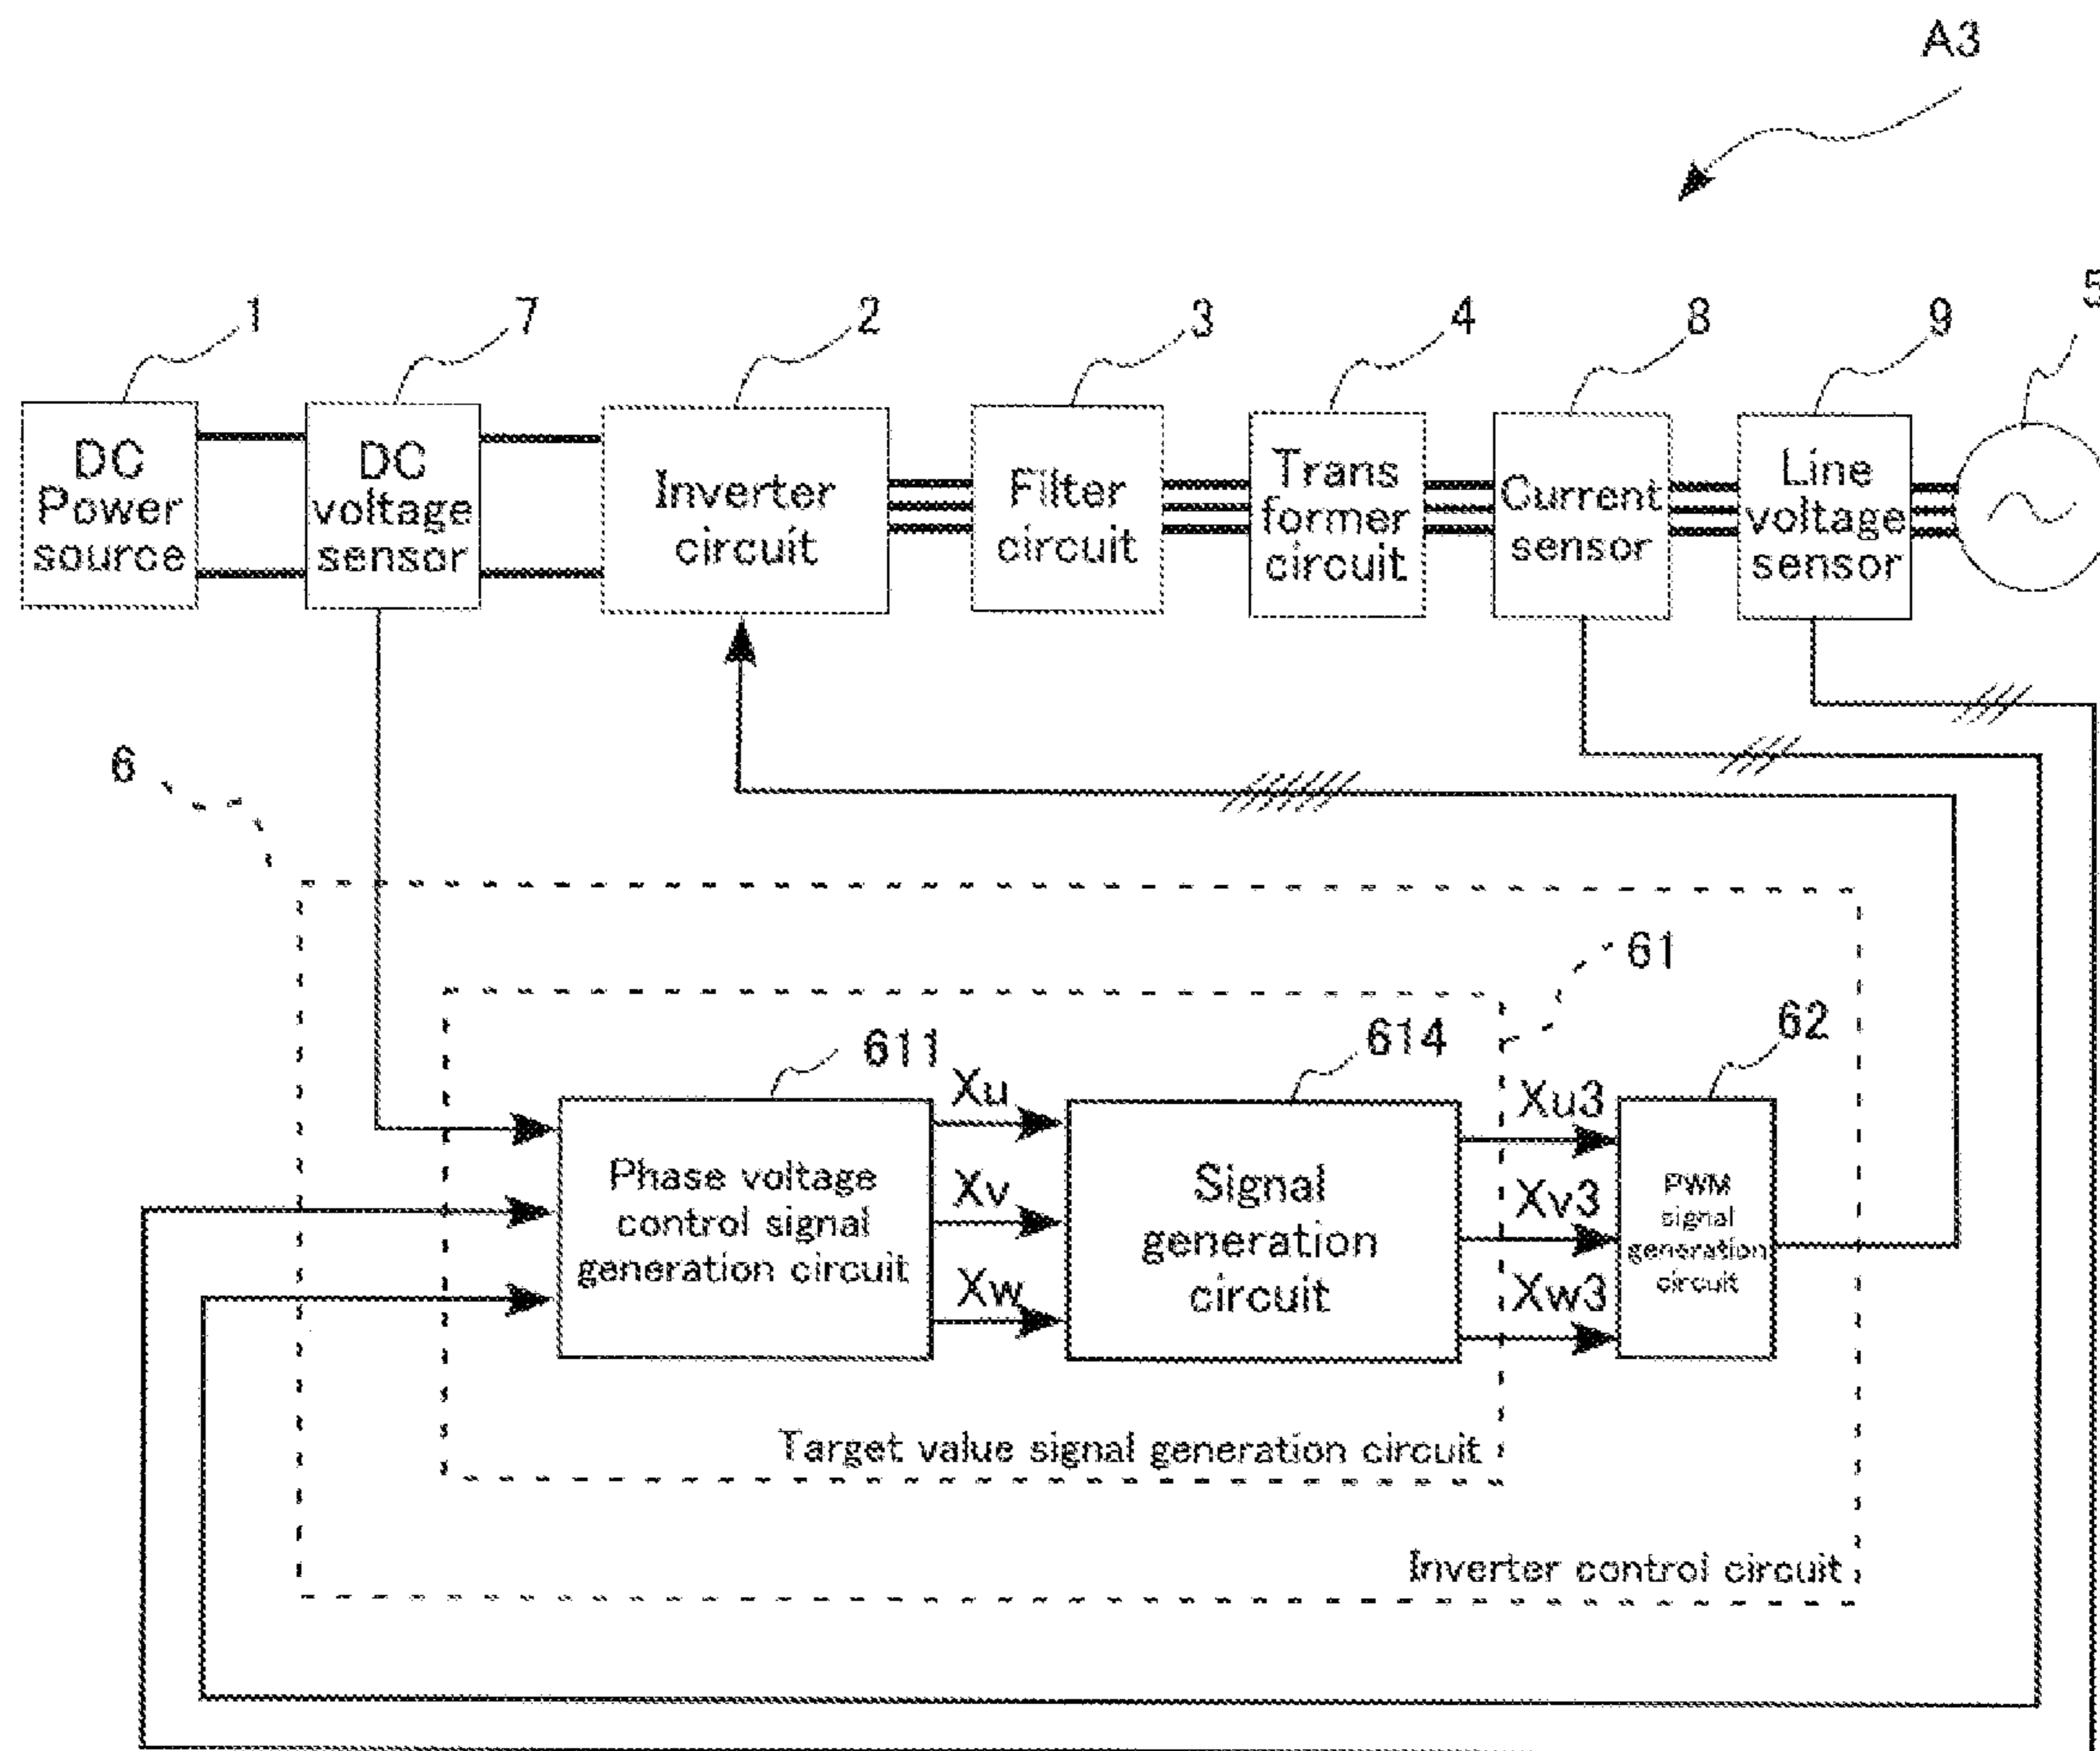 A3
1
7
2
3
4
8
9
5
DC
Power
source
DC
voltage
sensor
Inverter
circuit
Filter
circuit
Trans
former
circuit
Current
sensor
Line
voltage
sensor
6
61
611
614
62
Xu
Xv
Xw
Xu3
Xv3
Xw3
Phase voltage
control signal
generation circuit
Signal
generation
circuit
PWM
signal
generation
circuit
Target value signal generation circuit
Inverter control circuit